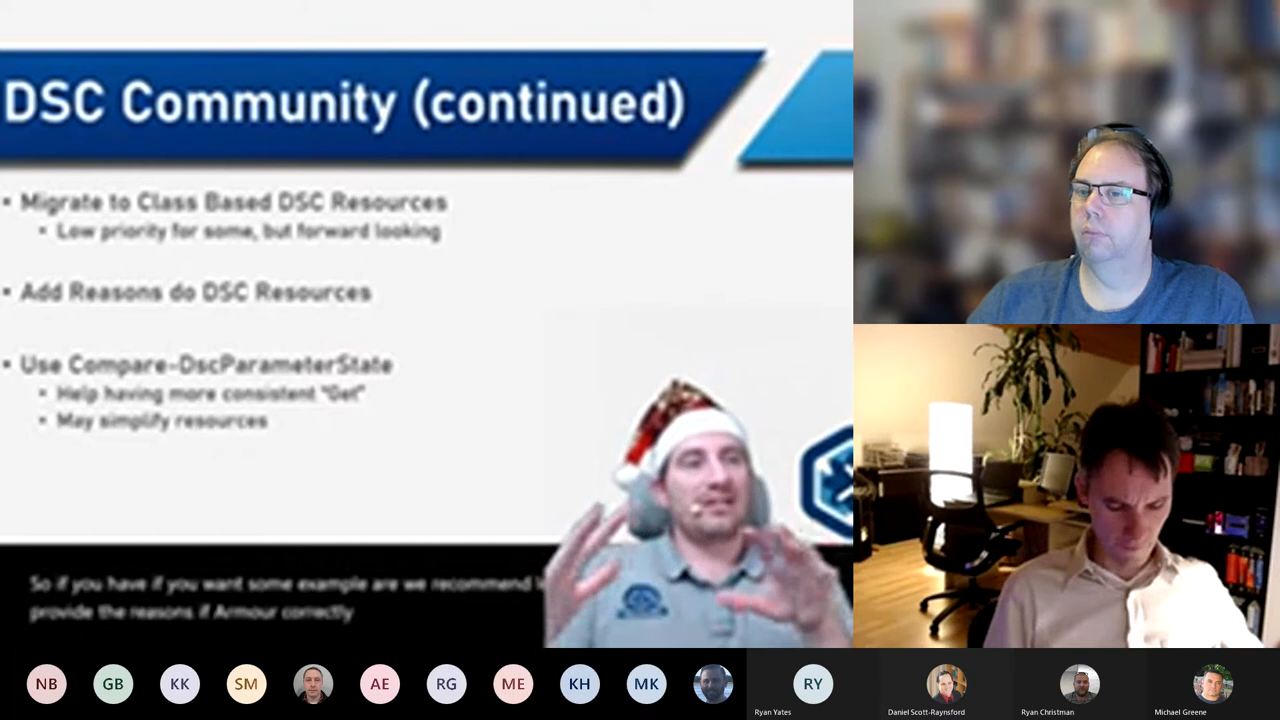 DSC Community (continued)
• Migrate to Class Based DSC Resources
• Low priority for some, but forward looking
• Add Reasons do DSC Resources
• Use Compare-DscParameterState
• Help having more consistent "Get"
• May simplify resources
So if you have if you want some example are we recommend
provide the reasons if Armour correctly
NB GB KK SM AE RG ME KH MK RY
Ryan Yates Daniel Scott-Raynsford Ryan Christman Michael Greene